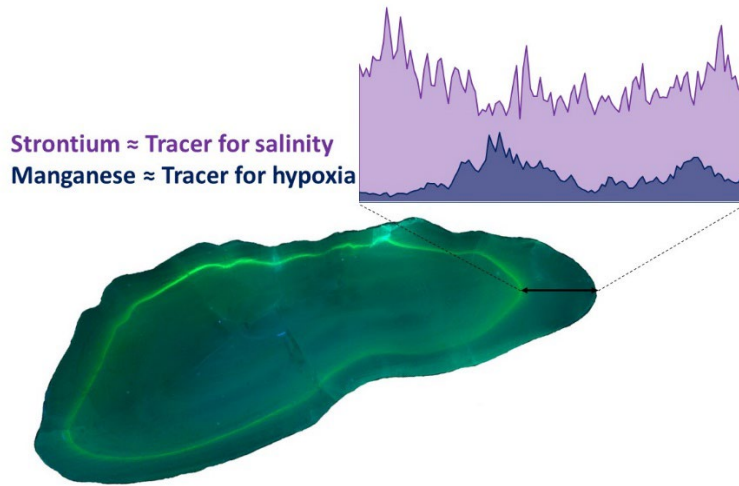 Strontium ≈ Tracer for salinity
Manganese ≈ Tracer for hypoxia